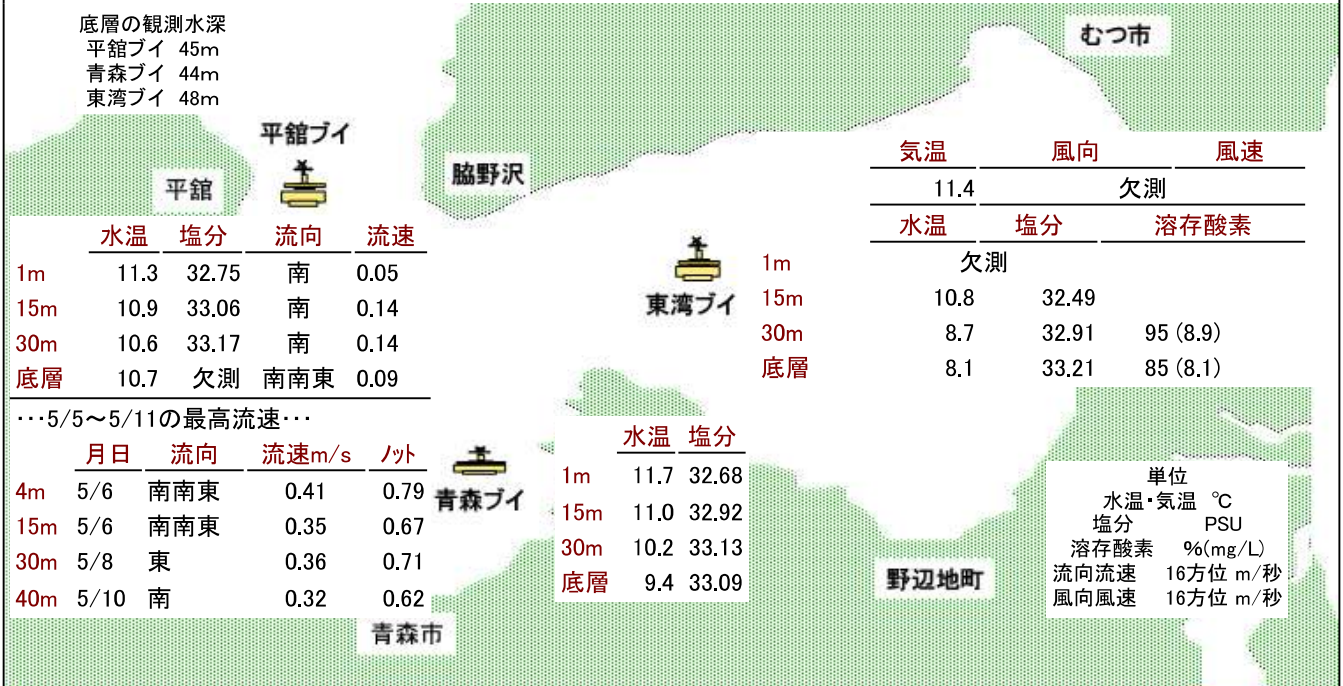 底層の観測水深
平舘ブイ 45m
青森ブイ 44m
東湾ブイ 48m
むつ市
平舘ブイ
平舘
脇野沢
気温 風向 風速
11.4 欠測
水温 塩分 溶存酸素
1m 欠測
15m 10.8 32.49
30m 8.7 32.91 95 (8.9)
底層 8.1 33.21 85 (8.1)
東湾ブイ
水温 塩分 流向 流速
1m 11.3 32.75 南 0.05
15m 10.9 33.06 南 0.14
30m 10.6 33.17 南 0.14
底層 10.7 欠測 南南東 0.09
…5/5～5/11の最高流速…
月日 流向 流速m/s ノット
4m 5/6 南南東 0.41 0.79
15m 5/6 南南東 0.35 0.67
30m 5/8 東 0.36 0.71
40m 5/10 南 0.32 0.62
青森ブイ
水温 塩分
1m 11.7 32.68
15m 11.0 32.92
30m 10.2 33.13
底層 9.4 33.09
青森市
野辺地町
単位
水温・気温 ℃
塩分 PSU
溶存酸素 %(mg/L)
流向流速 16方位 m/秒
風向風速 16方位 m/秒